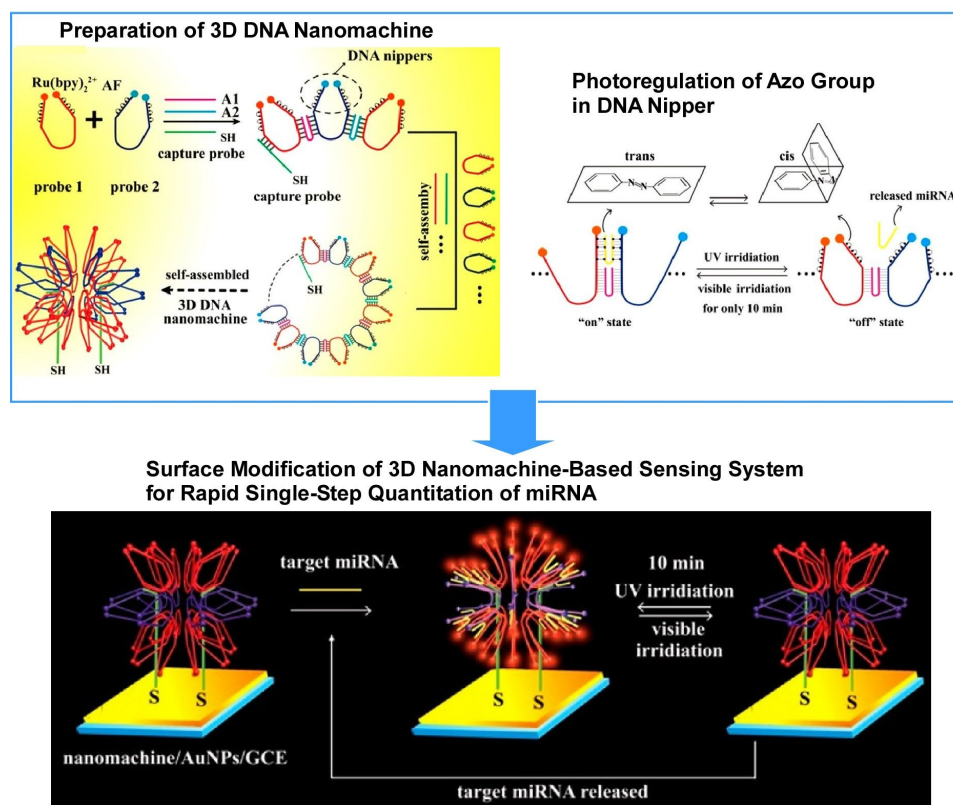 Preparation of 3D DNA Nanomachine
DNA nippers
Ru(bpy)₂²⁺ AF
A1
A2
SH
capture probe
probe 1
probe 2
SH
capture probe
self-assemby
...
...
self-assembled
3D DNA
nanomachine
SH
SH
SH
Photoregulation of Azo Group
in DNA Nipper
trans
cis
N=N
N
released miRNA
UV irridiation
visible irridiation
for only 10 min
...
...
...
...
"on" state
"off" state
Surface Modification of 3D Nanomachine-Based Sensing System
for Rapid Single-Step Quantitation of miRNA
target miRNA
10 min
UV irridiation
visible
irridiation
S
S
S
S
S
S
nanomachine/AuNPs/GCE
target miRNA released